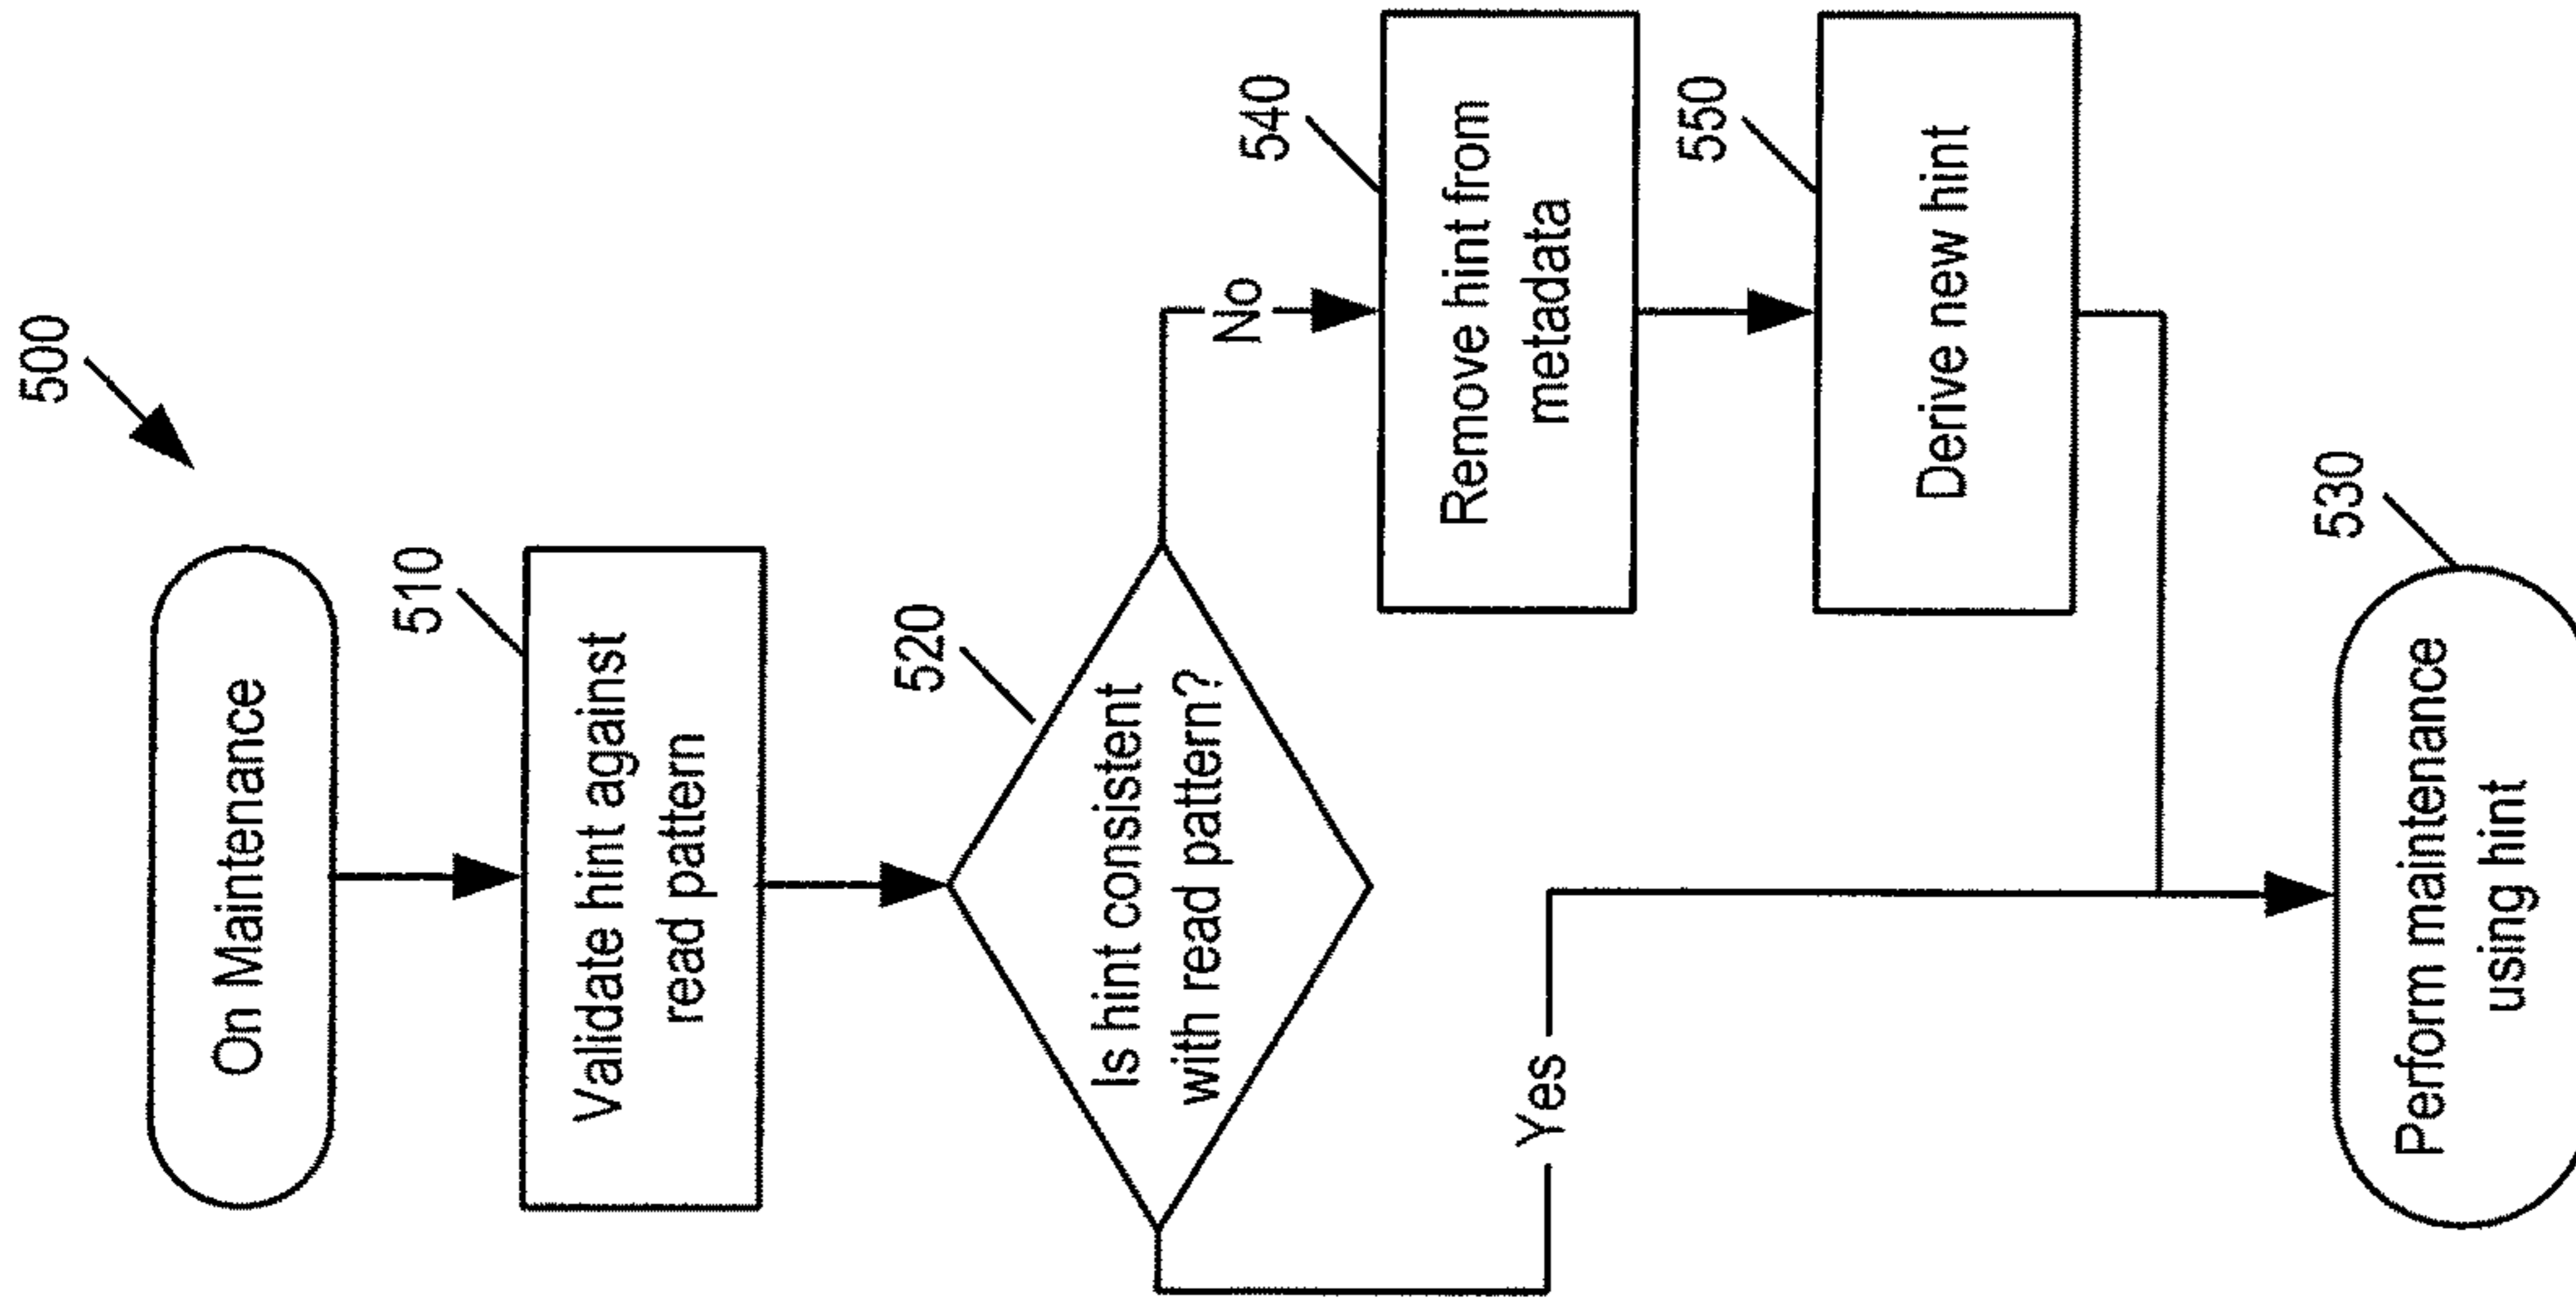 500
On Maintenance
510
Validate hint against
read pattern
520
Is hint consistent
with read pattern?
No
540
Remove hint from
metadata
550
Derive new hint
Yes
530
Perform maintenance
using hint